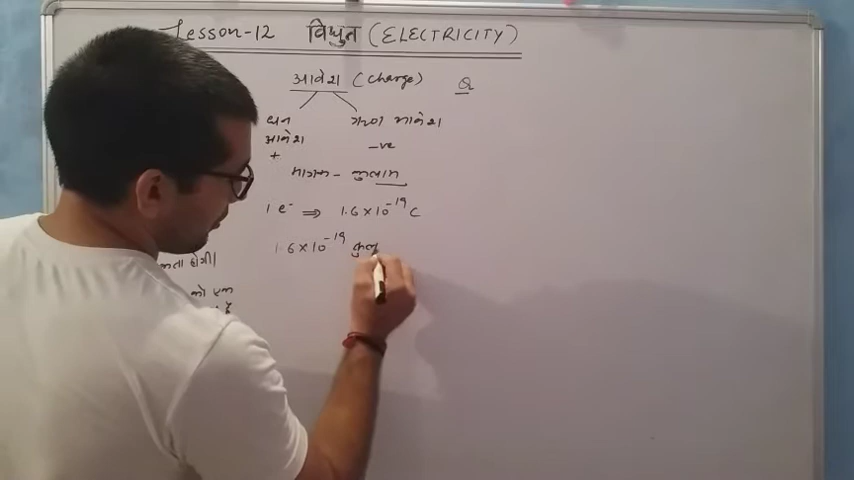 Lesson-12 विधुत (ELECTRICITY)
आवेश (Charge) Q
धन ऋण आवेश
आवेश -ve
+
मात्रक - कुलाम
1 e⁻ ⇒ 1.6×10⁻¹⁹ C
1.6×10⁻¹⁹ कुल
होगी।
को एक
है